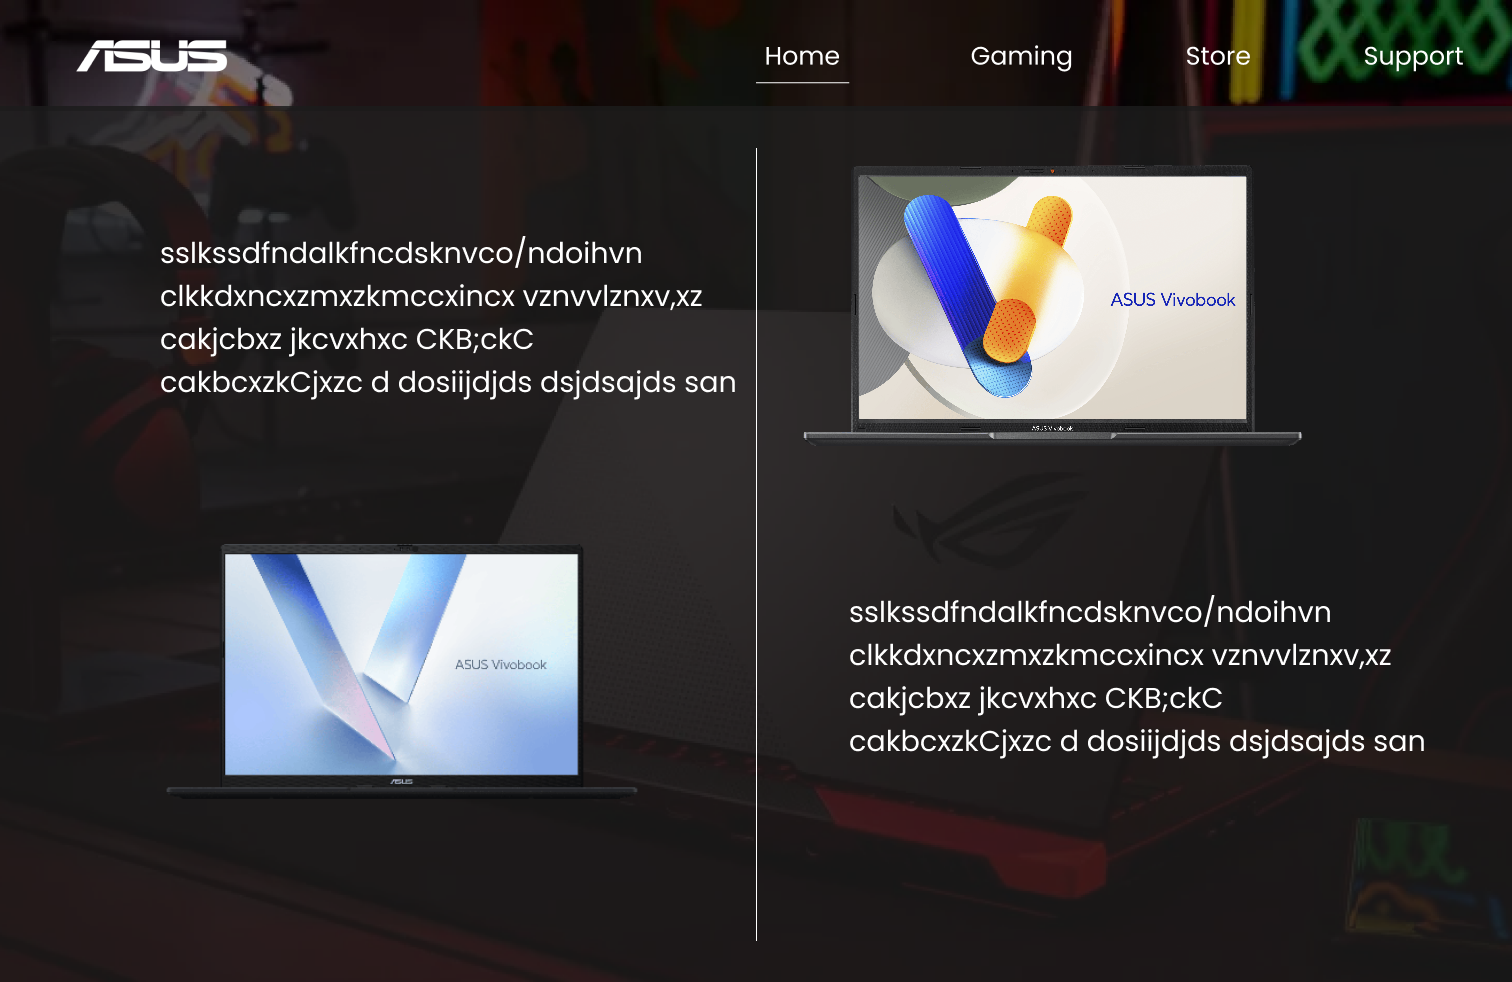 ASUS
Home Gaming Store Support
sslkssdfndalkfncdsknvco/ndoihvn
clkkdxncxzmxzkmccxincx vznvvlznxv,xz
cakjcbxz jkcvxhxc CKB;ckC
cakbcxzkCjxzc d dosiijdjds dsjdsajds san
ASUS Vivobook
ASUS Vivobook
ASUS Vivobook
ASUS
sslkssdfndalkfncdsknvco/ndoihvn
clkkdxncxzmxzkmccxincx vznvvlznxv,xz
cakjcbxz jkcvxhxc CKB;ckC
cakbcxzkCjxzc d dosiijdjds dsjdsajds san